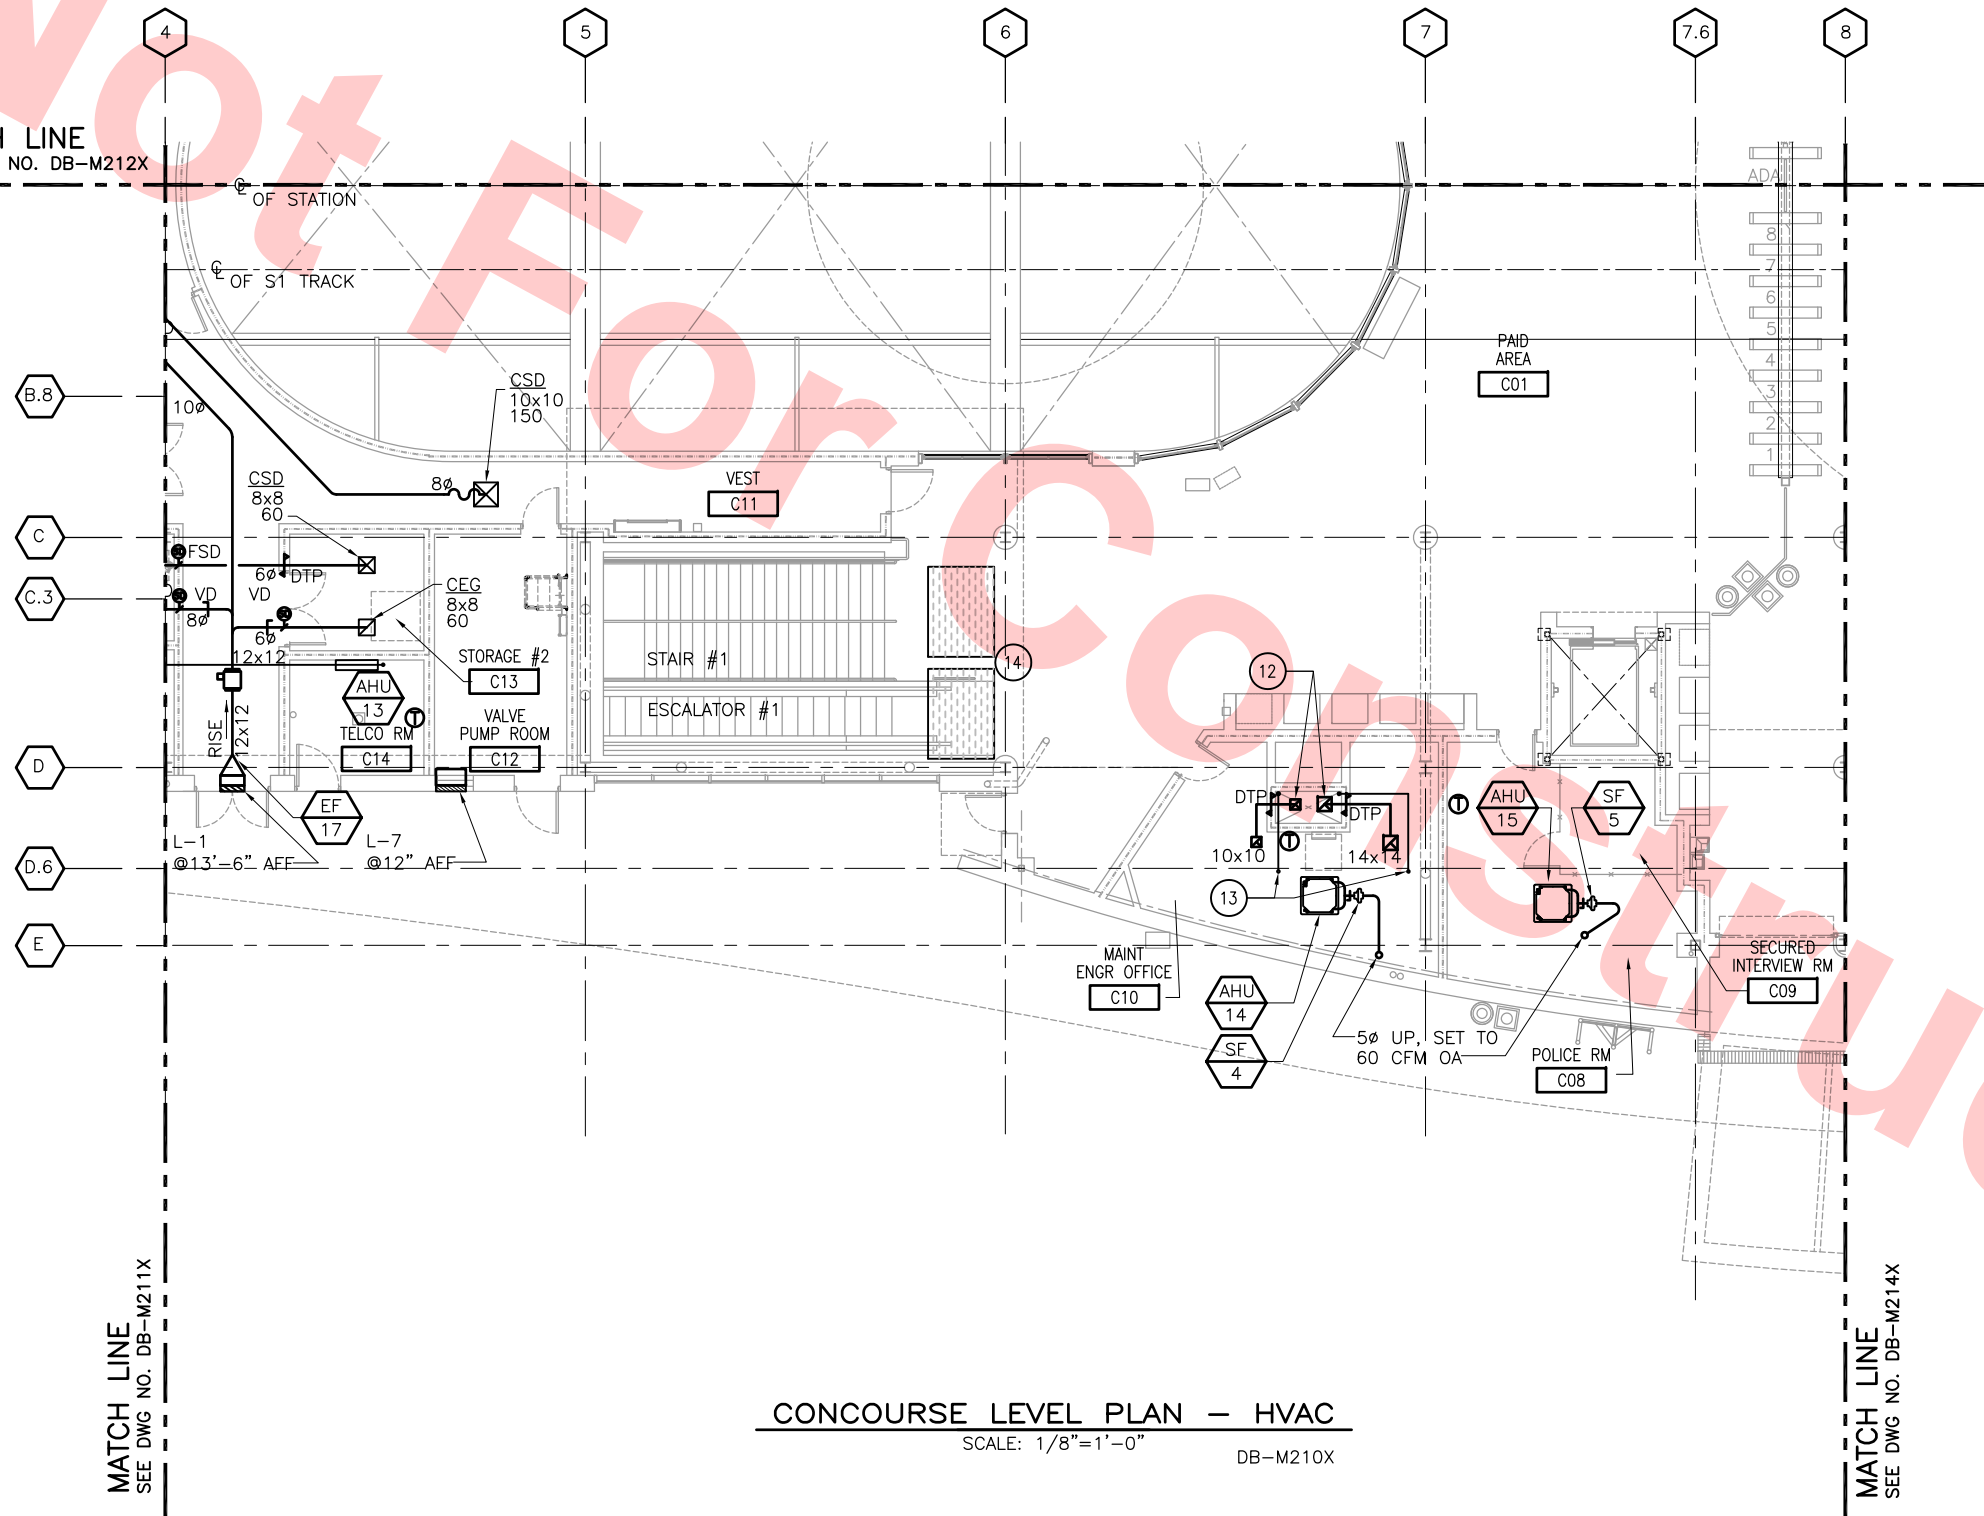 4
5
6
7
7.6
8
H LINE
NO. DB-M212X
℄ OF STATION
℄ OF S1 TRACK
ADA
8
7
6
5
4
3
2
1
PAID
AREA
C01
B.8
10ø
CSD
10x10
150
8ø
CSD
8x8
60
VEST
C11
C
FSD
6ø
DTP
C.3
VD
VD
8ø
6ø
CEG
8x8
60
12x12
STORAGE #2
C13
STAIR #1
14
12
AHU
13
TELCO RM
C14
T
VALVE
PUMP ROOM
C12
ESCALATOR #1
RISE
12x12
D
EF
17
L-1
@13'-6" AFF
L-7
@12" AFF
D.6
DTP
DTP
T
10x10
14x14
T
AHU
15
SF
5
13
E
MAINT
ENGR OFFICE
C10
AHU
14
SF
4
5ø UP, SET TO
60 CFM OA
SECURED
INTERVIEW RM
C09
POLICE RM
C08
MATCH LINE
SEE DWG NO. DB-M211X
MATCH LINE
SEE DWG NO. DB-M214X
CONCOURSE LEVEL PLAN - HVAC
SCALE: 1/8"=1'-0"
DB-M210X
Not For Construc